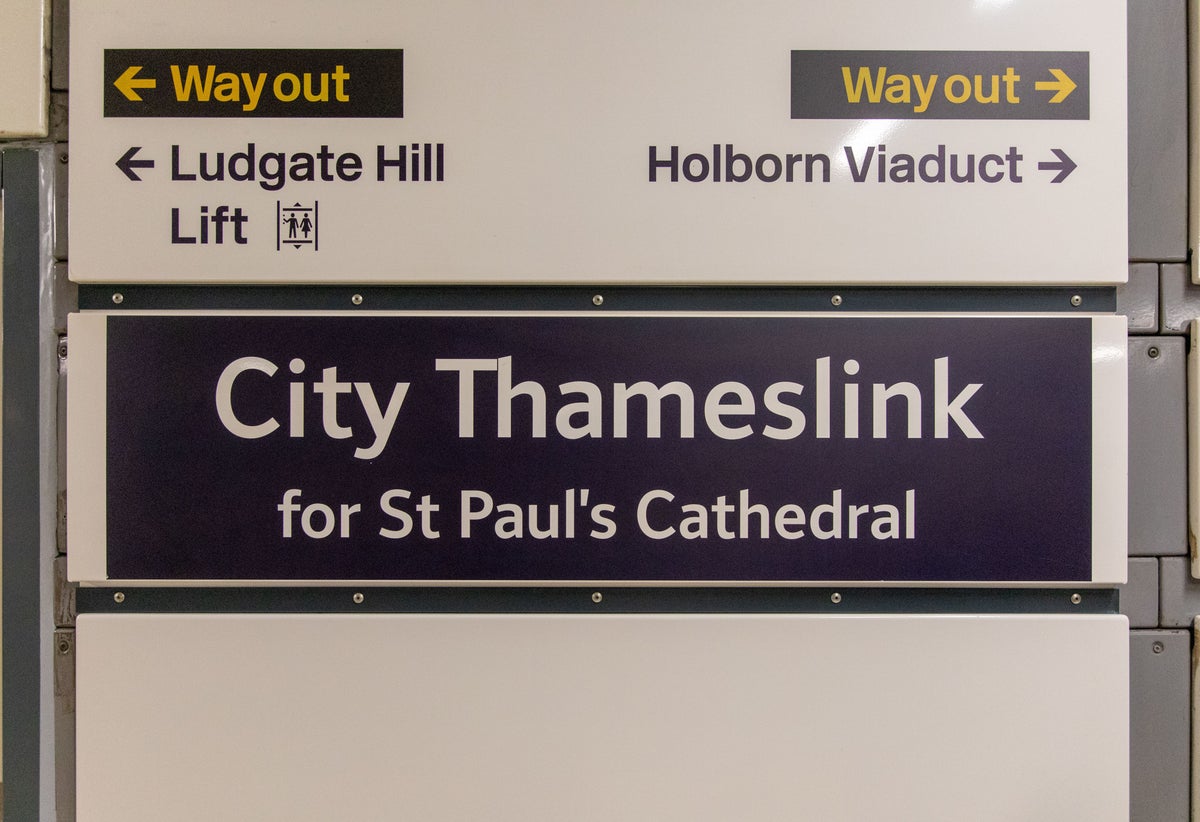 ← Way out
Way out →
← Ludgate Hill
Holborn Viaduct →
Lift
City Thameslink
for St Paul's Cathedral